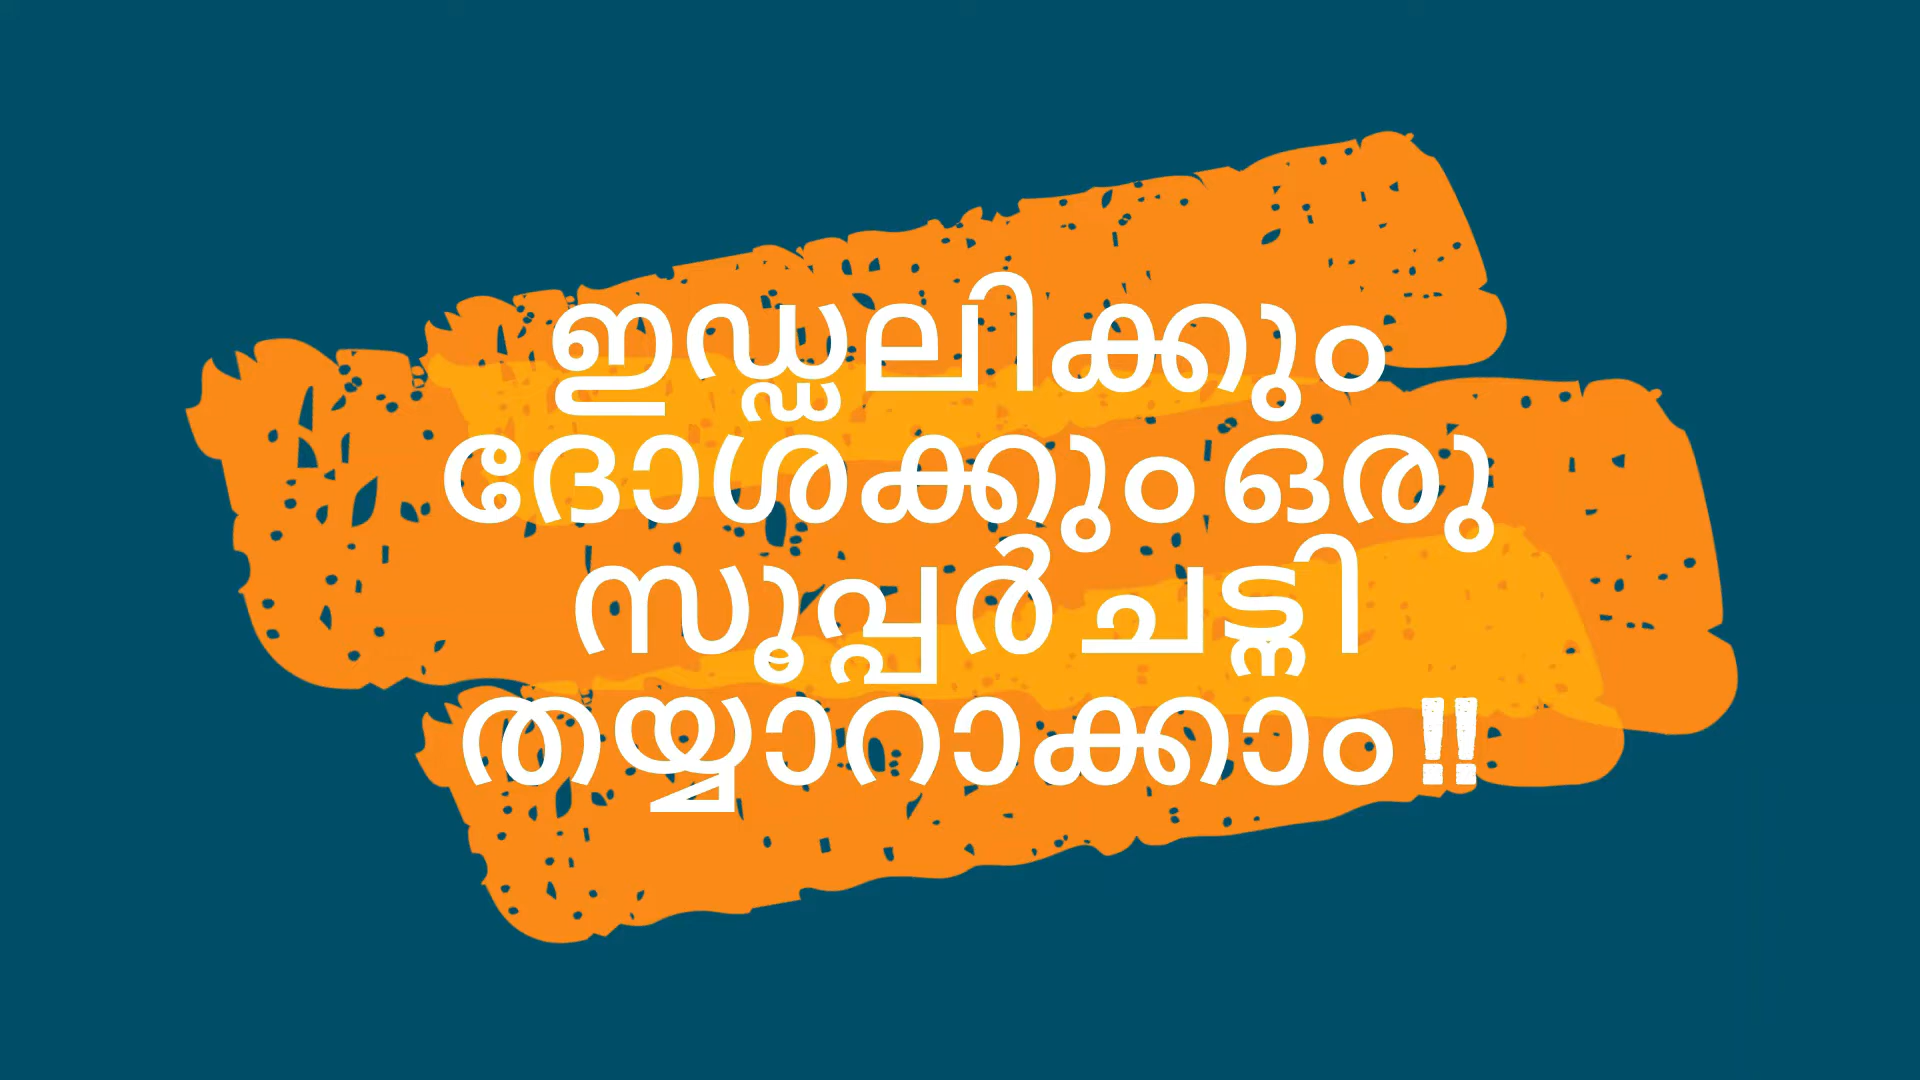 ഇഡ്ഡലിക്കും
ദോശക്കും ഒരു
സൂപ്പർ ചട്ണി
തയ്യാറാക്കാം !!